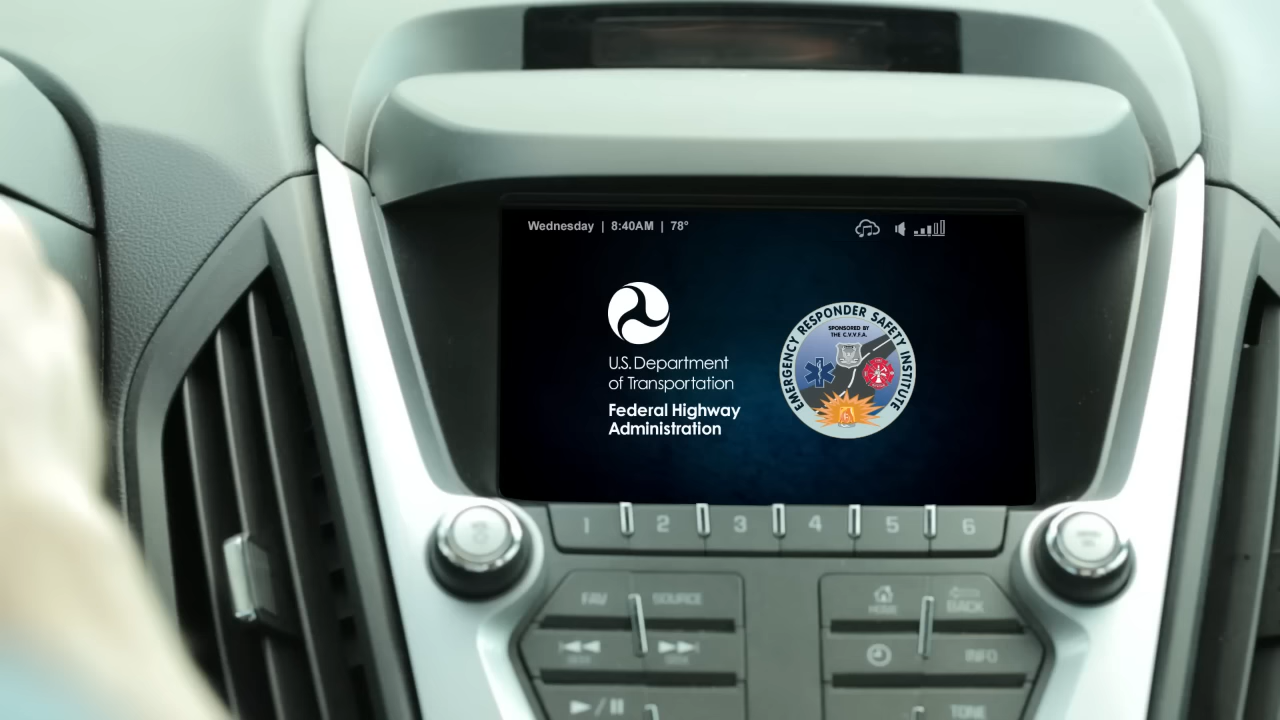 Wednesday | 8:40AM | 78°
U.S. Department
of Transportation
Federal Highway
Administration
EMERGENCY RESPONDER SAFETY INSTITUTE
SPONSORED BY
THE C.V.V.F.A.
1 2 3 4 5 6
FAV SOURCE
HOME BACK
INFO
TONE